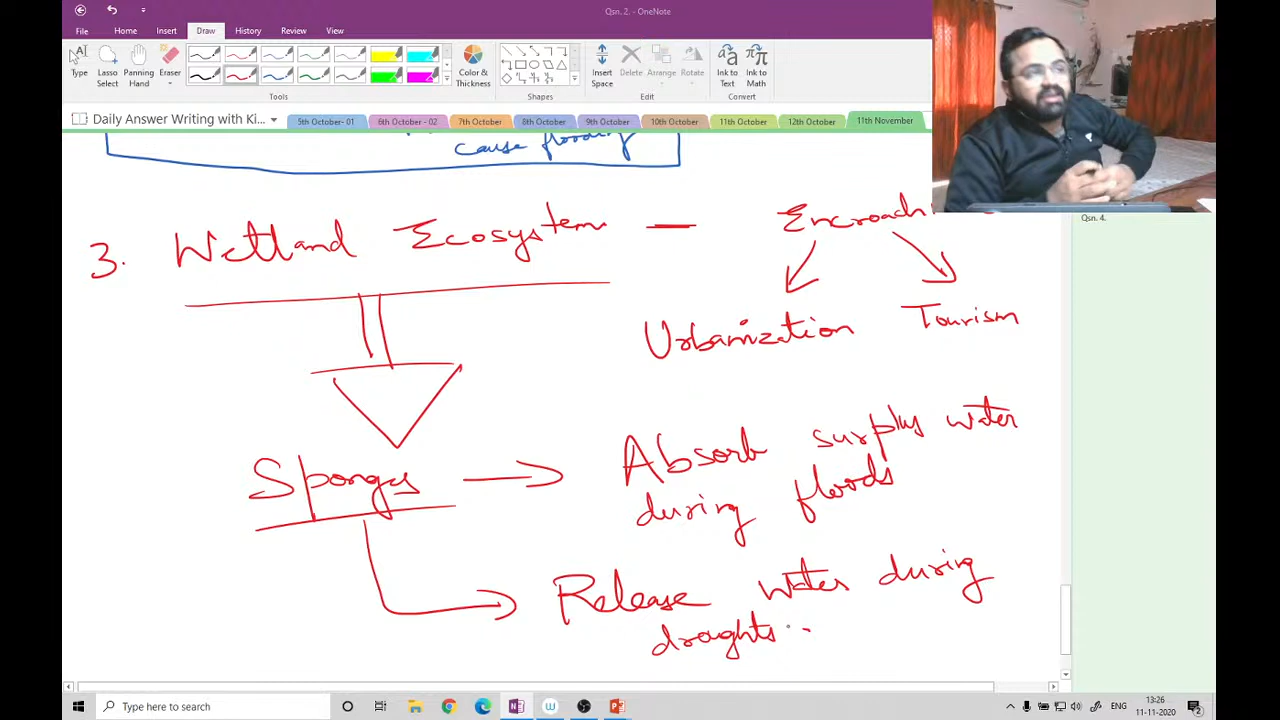 Qsn. 2. - OneNote
File Home Insert Draw History Review View
Type
Lasso Select
Panning Hand
Eraser
Color & Thickness
Insert Space
Delete
Arrange
Rotate
Ink to Text
Ink to Math
Tools Shapes Edit Convert
Daily Answer Writing with Ki... 5th October- 01 6th October - 02 7th October 8th October 9th October 10th October 11th October 12th October 11th November
cause flooding
Qsn. 4.
3. Wetland Ecosystem — Encroach
Urbanization Tourism
Sponges → Absorb surply water
during floods
Release water during
droughts
Type here to search
ENG
13:26
11-11-2020
2